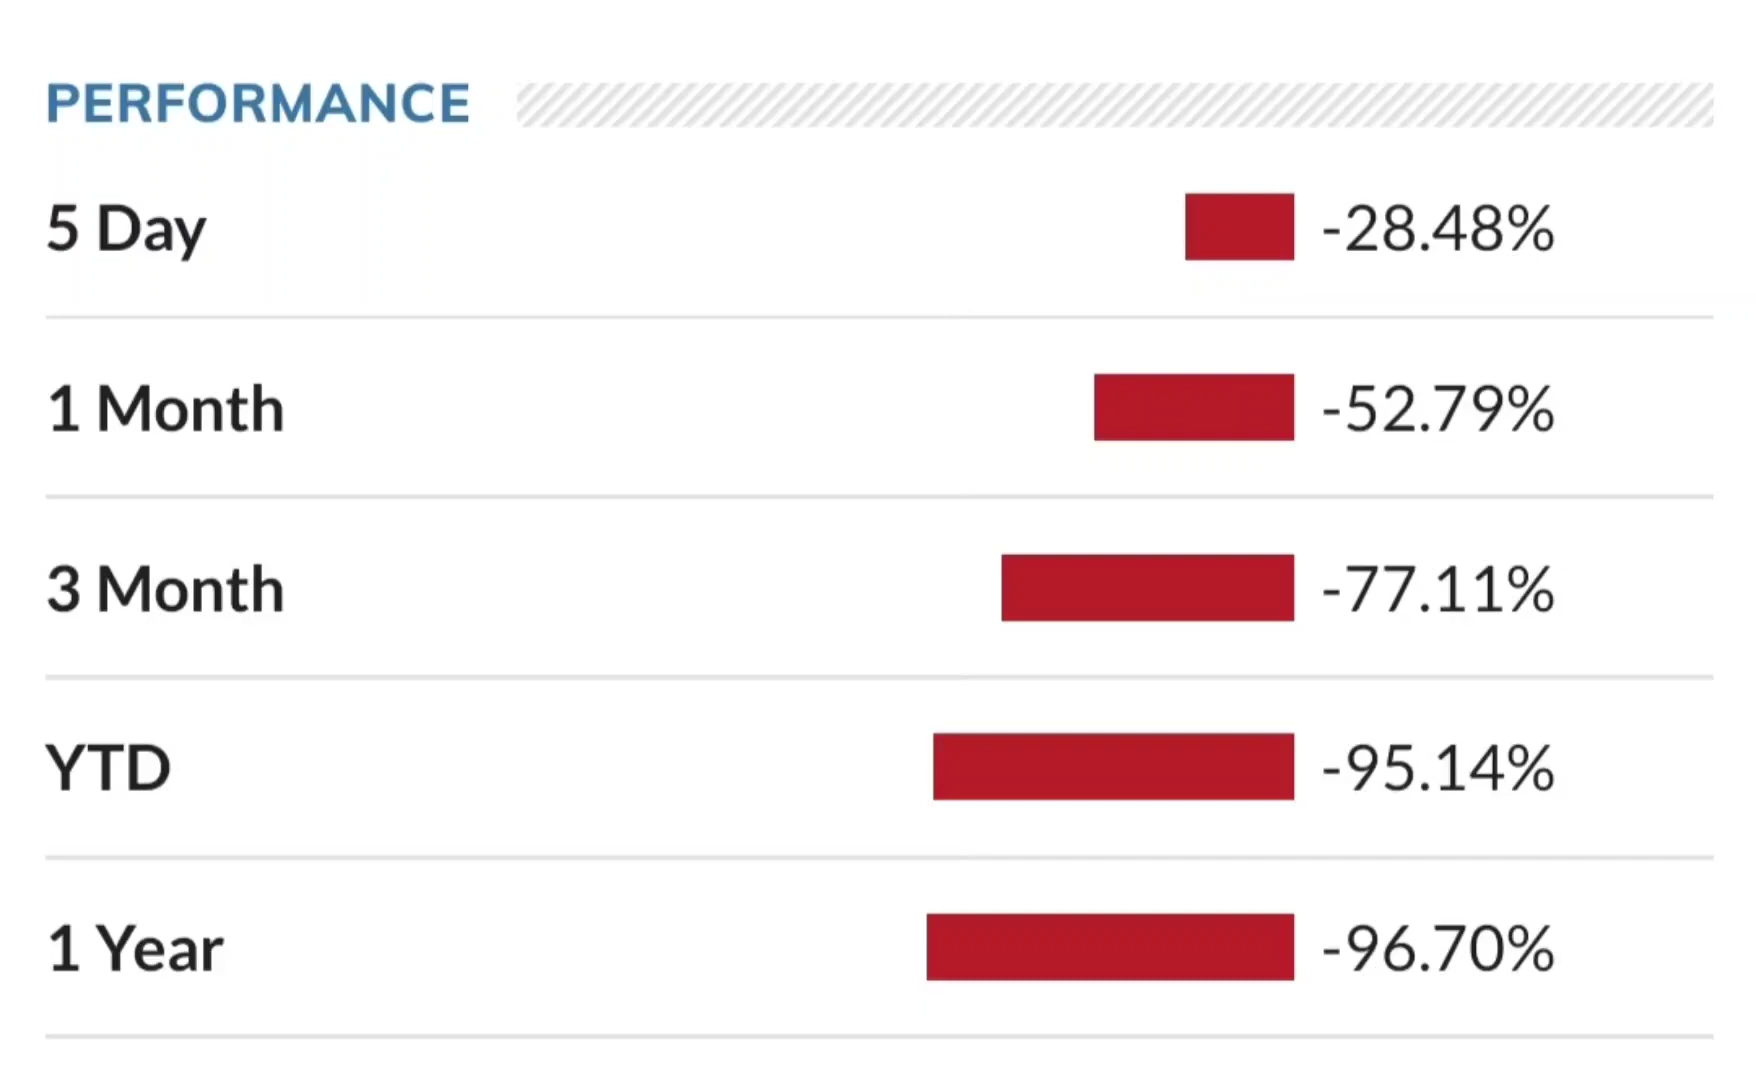 PERFORMANCE
5 Day -28.48%
1 Month -52.79%
3 Month -77.11%
YTD -95.14%
1 Year -96.70%